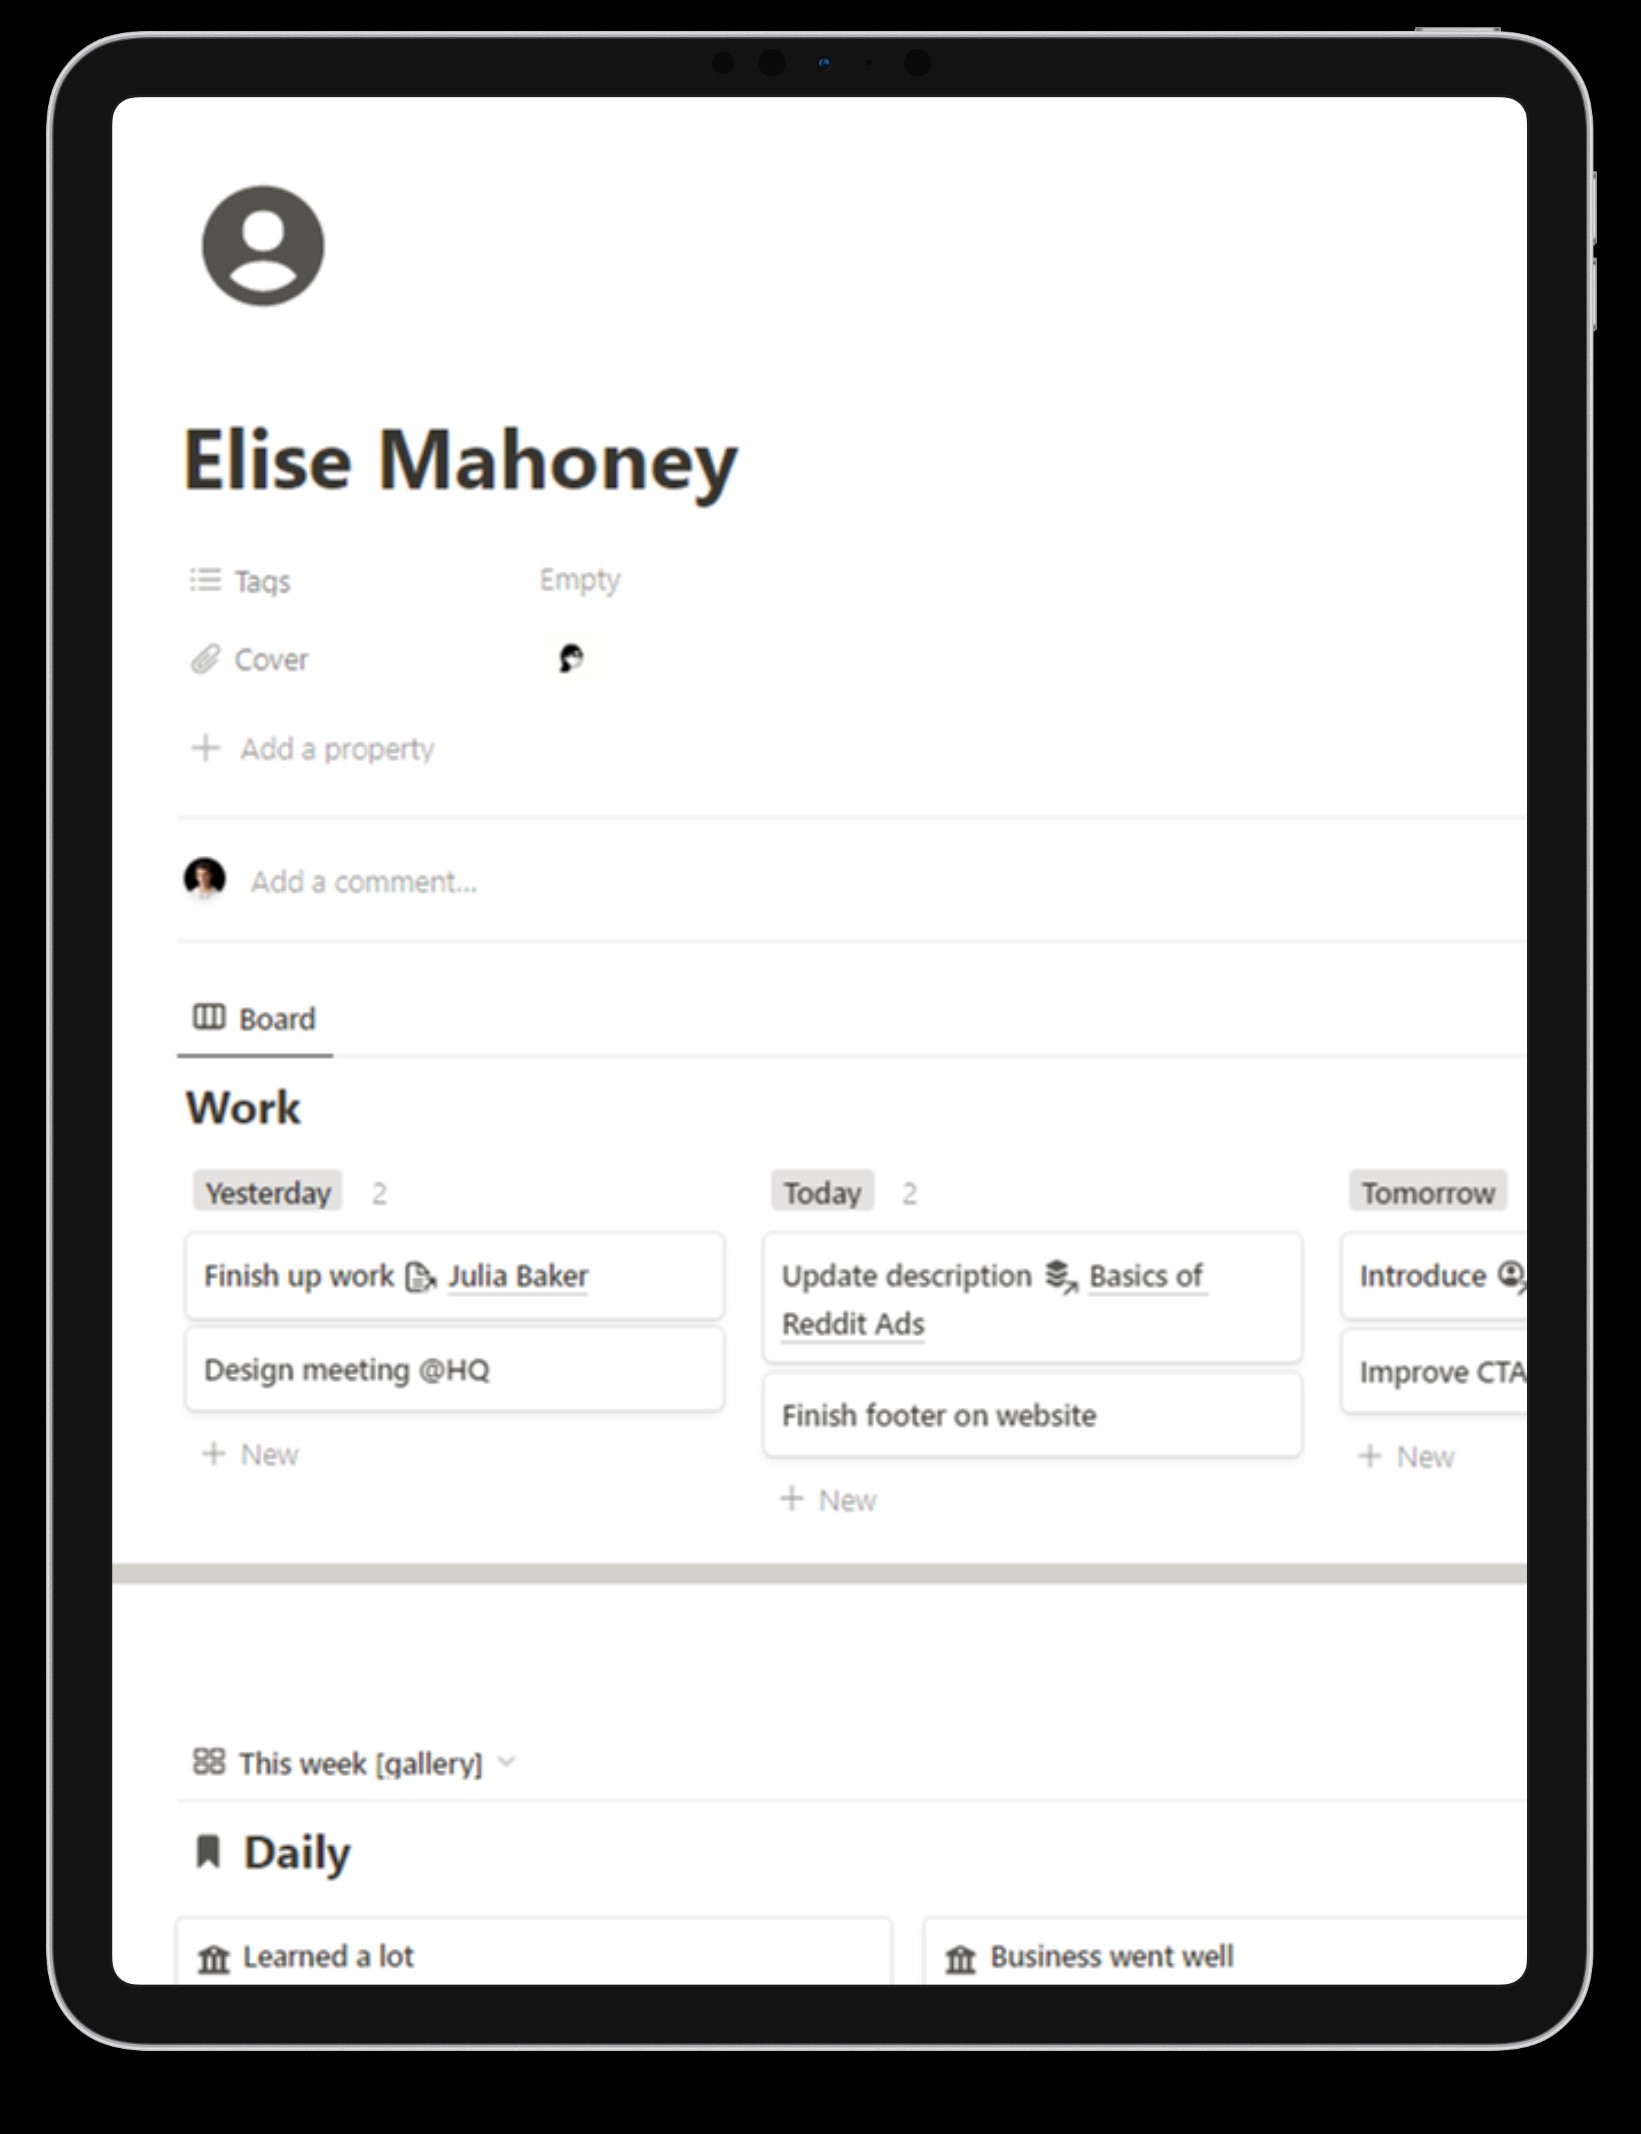 Elise Mahoney
Tags Empty
Cover
Add a property
Add a comment...
Board
Work
Yesterday 2
Today 2
Tomorrow
Finish up work Julia Baker
Design meeting @HQ
New
Update description Basics of
Reddit Ads
Finish footer on website
New
Introduce
Improve CTA
New
This week [gallery]
Daily
Learned a lot
Business went well